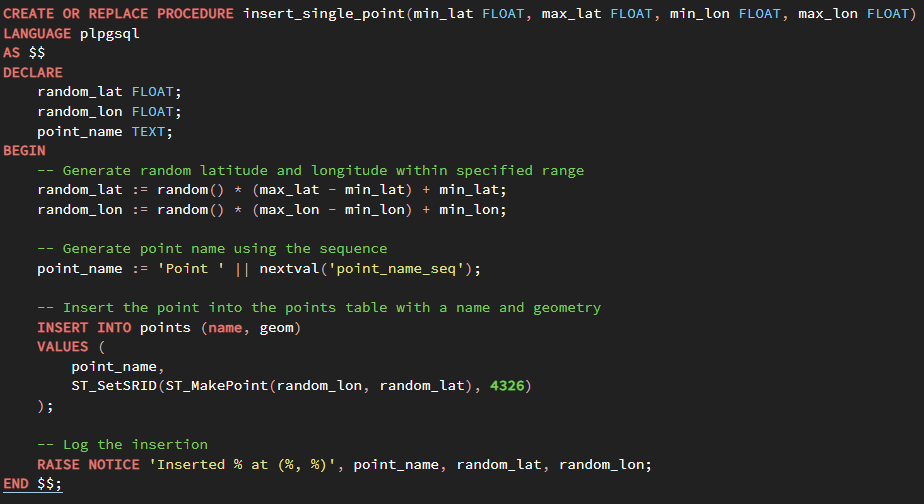 CREATE OR REPLACE PROCEDURE insert_single_point(min_lat FLOAT, max_lat FLOAT, min_lon FLOAT, max_lon FLOAT)
LANGUAGE plpgsql
AS $$
DECLARE
    random_lat FLOAT;
    random_lon FLOAT;
    point_name TEXT;
BEGIN
    -- Generate random latitude and longitude within specified range
    random_lat := random() * (max_lat - min_lat) + min_lat;
    random_lon := random() * (max_lon - min_lon) + min_lon;

    -- Generate point name using the sequence
    point_name := 'Point ' || nextval('point_name_seq');

    -- Insert the point into the points table with a name and geometry
    INSERT INTO points (name, geom)
    VALUES (
        point_name,
        ST_SetSRID(ST_MakePoint(random_lon, random_lat), 4326)
    );

    -- Log the insertion
    RAISE NOTICE 'Inserted % at (%, %)', point_name, random_lat, random_lon;
END $$;